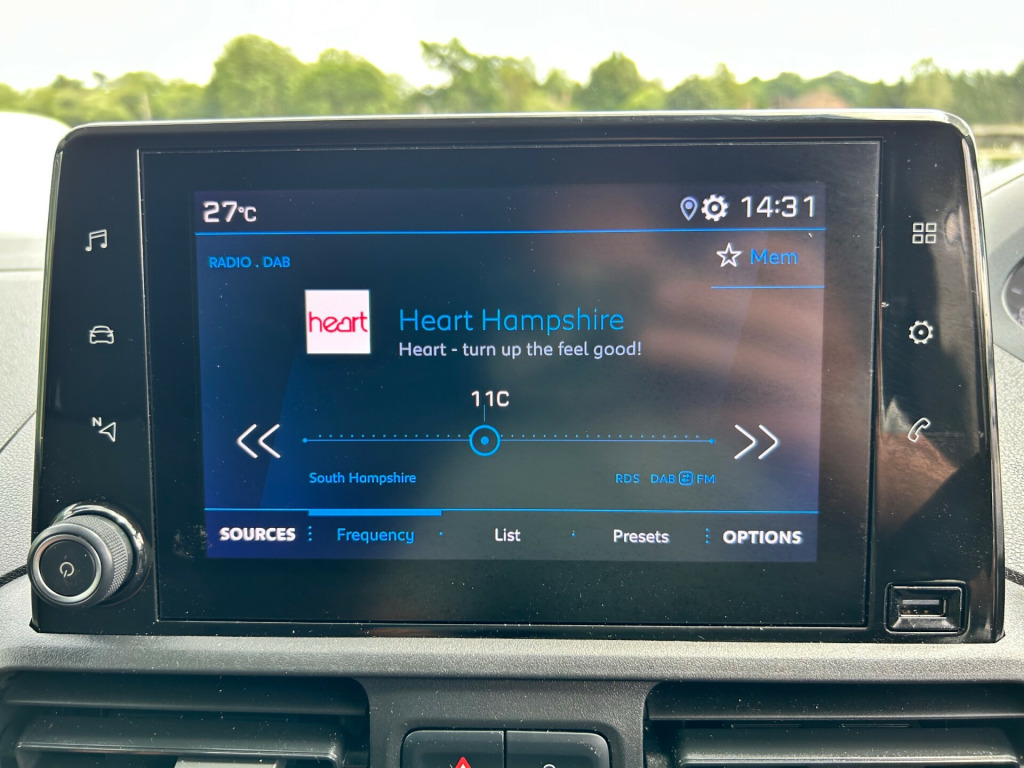 27°C 14:31
RADIO . DAB
Mem
heart
Heart Hampshire
Heart - turn up the feel good!
11C
South Hampshire
RDS DAB FM
SOURCES Frequency List Presets OPTIONS
N